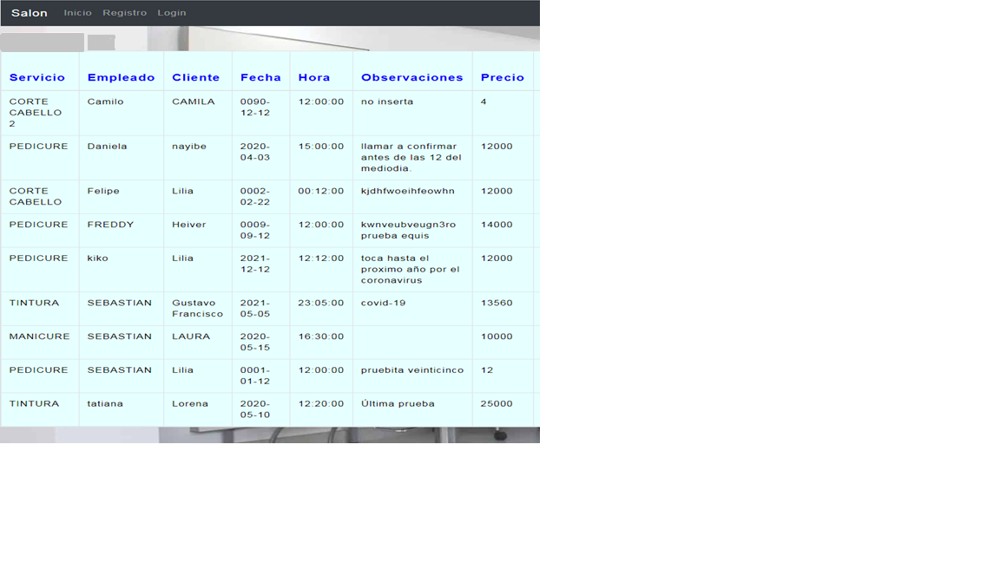 Salon Inicio Registro Login
Servicio Empleado Cliente Fecha Hora Observaciones Precio
CORTE CABELLO 2 Camilo CAMILA 0090-12-12 12:00:00 no inserta 4
PEDICURE Daniela nayibe 2020-04-03 15:00:00 llamar a confirmar antes de las 12 del mediodia. 12000
CORTE CABELLO Felipe Lilia 0002-02-22 00:12:00 kjdhfwoeihfeowhn 12000
PEDICURE FREDDY Heiver 0009-09-12 12:00:00 kwnveubveugn3ro prueba equis 14000
PEDICURE kiko Lilia 2021-12-12 12:12:00 toca hasta el proximo año por el coronavirus 12000
TINTURA SEBASTIAN Gustavo Francisco 2021-05-05 23:05:00 covid-19 13560
MANICURE SEBASTIAN LAURA 2020-05-15 16:30:00 10000
PEDICURE SEBASTIAN Lilia 0001-01-12 12:00:00 pruebita veinticinco 12
TINTURA tatiana Lorena 2020-05-10 12:20:00 Última prueba 25000